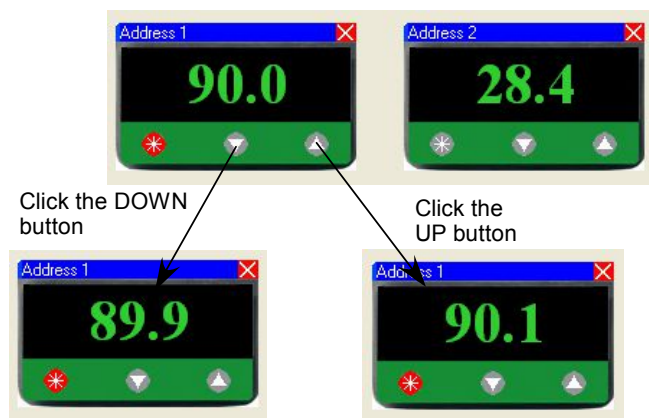 Address 1
Address 2
90.0
28.4
Click the DOWN
button
Click the
UP button
Address 1
Address 1
89.9
90.1